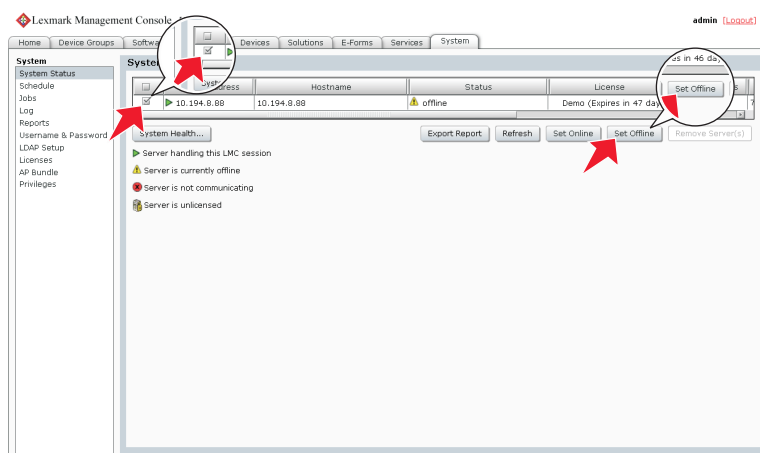 Lexmark Management Console
admin [Logout]
Home Device Groups Softwa Devices Solutions E-Forms Services System
System
System Status
Schedule
Jobs
Log
Reports
Username & Password
LDAP Setup
Licenses
AP Bundle
Privileges
System
Syste
dress Hostname Status License
10.194.8.88 10.194.8.88 offline Demo (Expires in 47 day
es in 46 day
Set Offline
System Health... Export Report Refresh Set Online Set Offline Remove Server(s)
Server handling this LMC session
Server is currently offline
Server is not communicating
Server is unlicensed